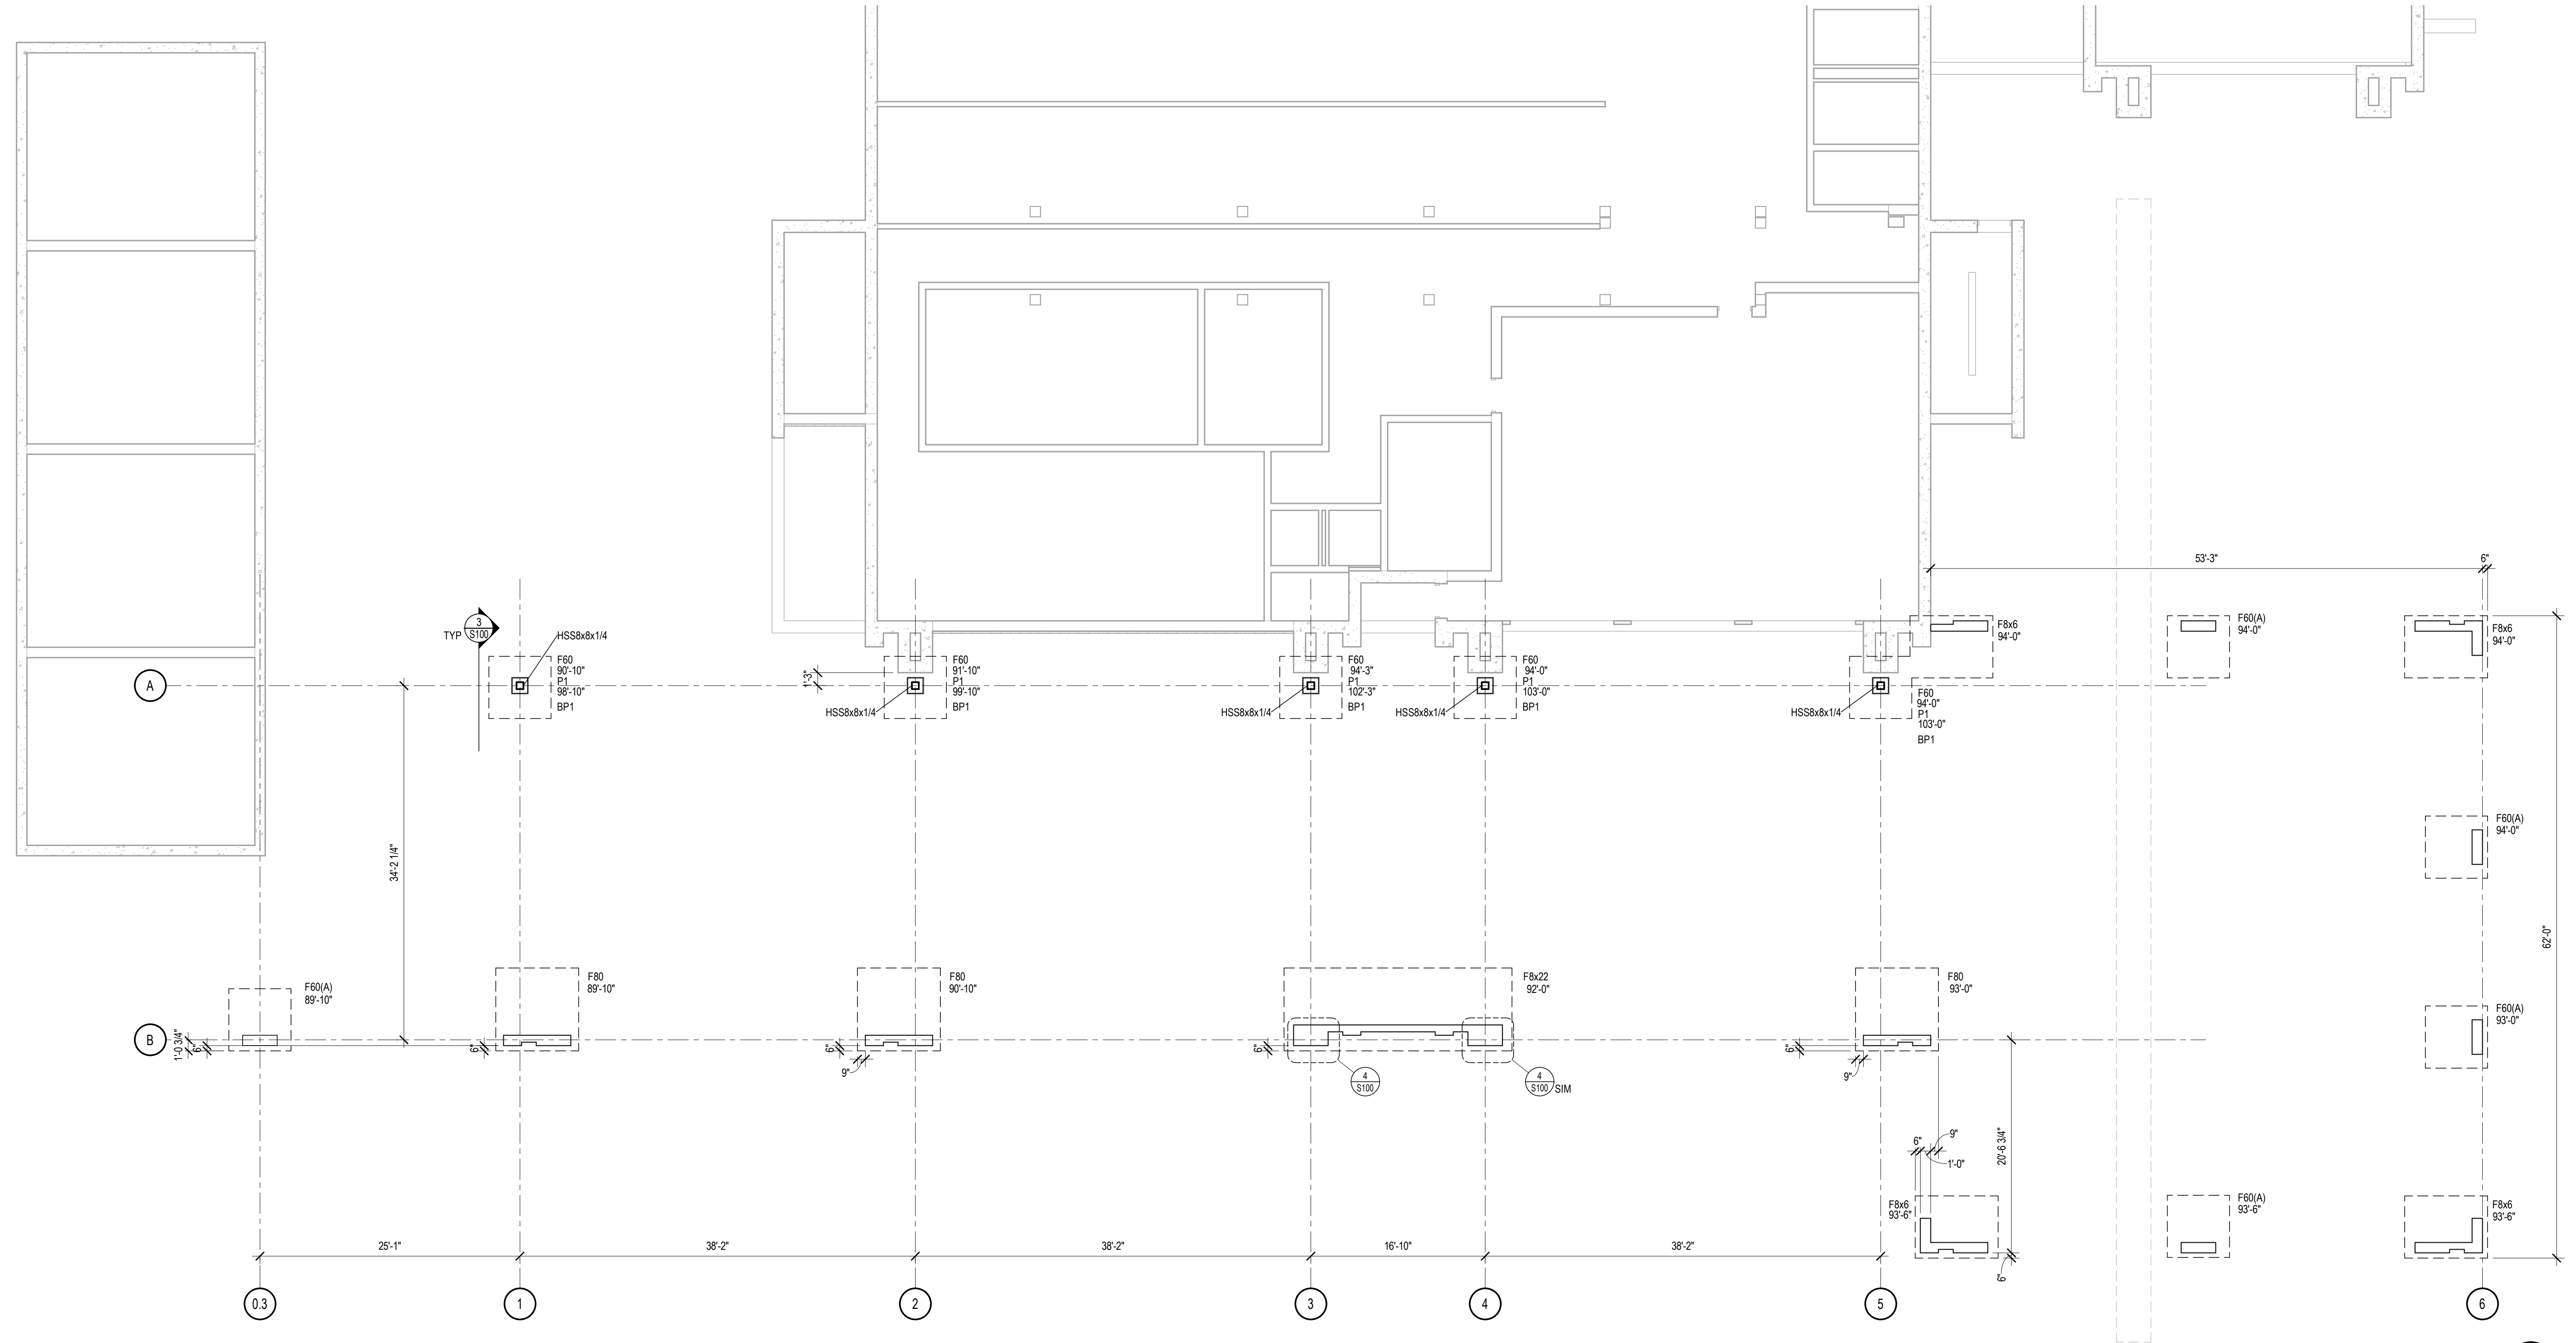 53'-3"
6"
TYP
3
S100
HSS8x8x1/4
F60
90'-10"
P1
98'-10"
BP1
1'-3"
HSS8x8x1/4
F60
91'-10"
P1
99'-10"
BP1
HSS8x8x1/4
F60
94'-3"
P1
102'-3"
BP1
HSS8x8x1/4
F60
94'-0"
P1
103'-0"
BP1
HSS8x8x1/4
F60
94'-0"
P1
103'-0"
BP1
F8x6
94'-0"
F60(A)
94'-0"
F8x6
94'-0"
A
34'-2 1/4"
F60(A)
94'-0"
62'-0"
F60(A)
89'-10"
F80
89'-10"
F80
90'-10"
F8x22
92'-0"
F80
93'-0"
F60(A)
93'-0"
B
1'-0 3/4"
6"
6"
6"
9"
6"
4
S100
4
S100
SIM
6"
9"
6"
9"
1'-0"
20'-6 3/4"
F8x6
93'-6"
6"
F60(A)
93'-6"
F8x6
93'-6"
25'-1"
38'-2"
38'-2"
16'-10"
38'-2"
0.3
1
2
3
4
5
6